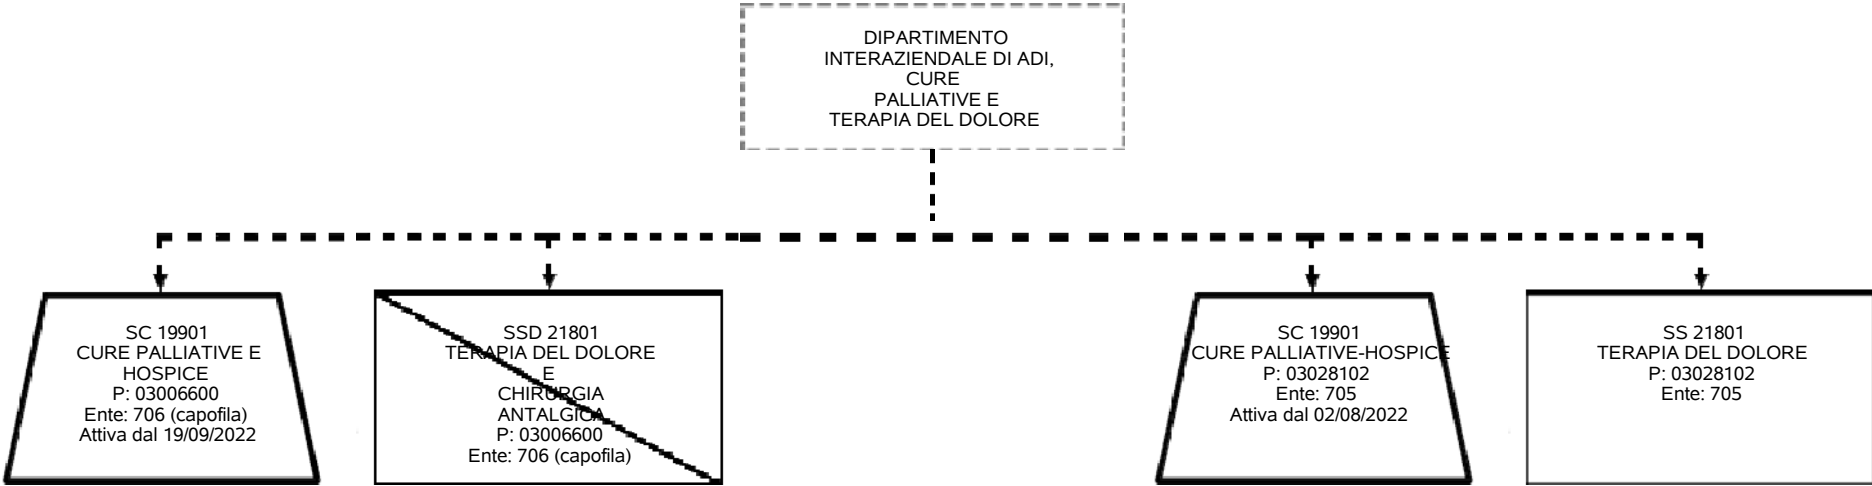 DIPARTIMENTO
INTERAZIENDALE DI ADI,
CURE
PALLIATIVE E
TERAPIA DEL DOLORE
SC 19901
CURE PALLIATIVE E
HOSPICE
P: 03006600
Ente: 706 (capofila)
Attiva dal 19/09/2022
SSD 21801
TERAPIA DEL DOLORE
E
CHIRURGIA
ANTALGICA
P: 03006600
Ente: 706 (capofila)
SC 19901
CURE PALLIATIVE-HOSPICE
P: 03028102
Ente: 705
Attiva dal 02/08/2022
SS 21801
TERAPIA DEL DOLORE
P: 03028102
Ente: 705